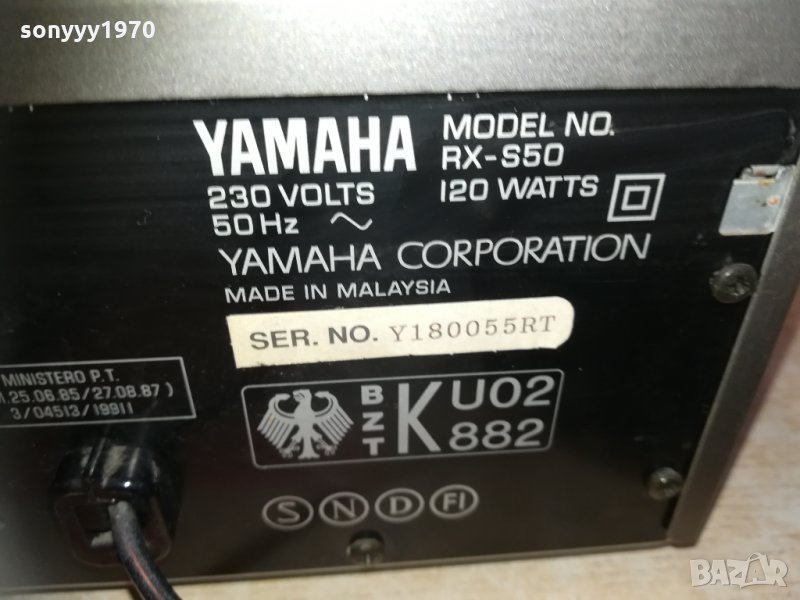 sonyyy1970
YAMAHA
MODEL NO.
RX-S50
230 VOLTS
120 WATTS
50 Hz ~
YAMAHA CORPORATION
MADE IN MALAYSIA
SER. NO. Y180055RT
MINISTERO P.T.
.25.06.85/27.08.87 )
3/04513/19911
BZT
K
U02
882
S N D FI
BAZAR